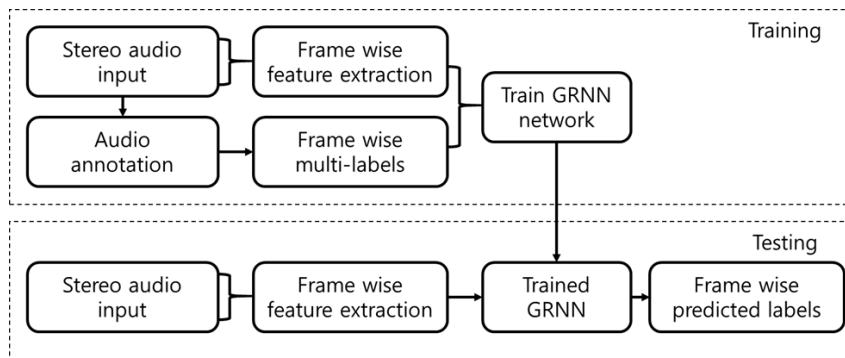 Training
Stereo audio
input
Frame wise
feature extraction
Train GRNN
network
Audio
annotation
Frame wise
multi-labels
Testing
Stereo audio
input
Frame wise
feature extraction
Trained
GRNN
Frame wise
predicted labels